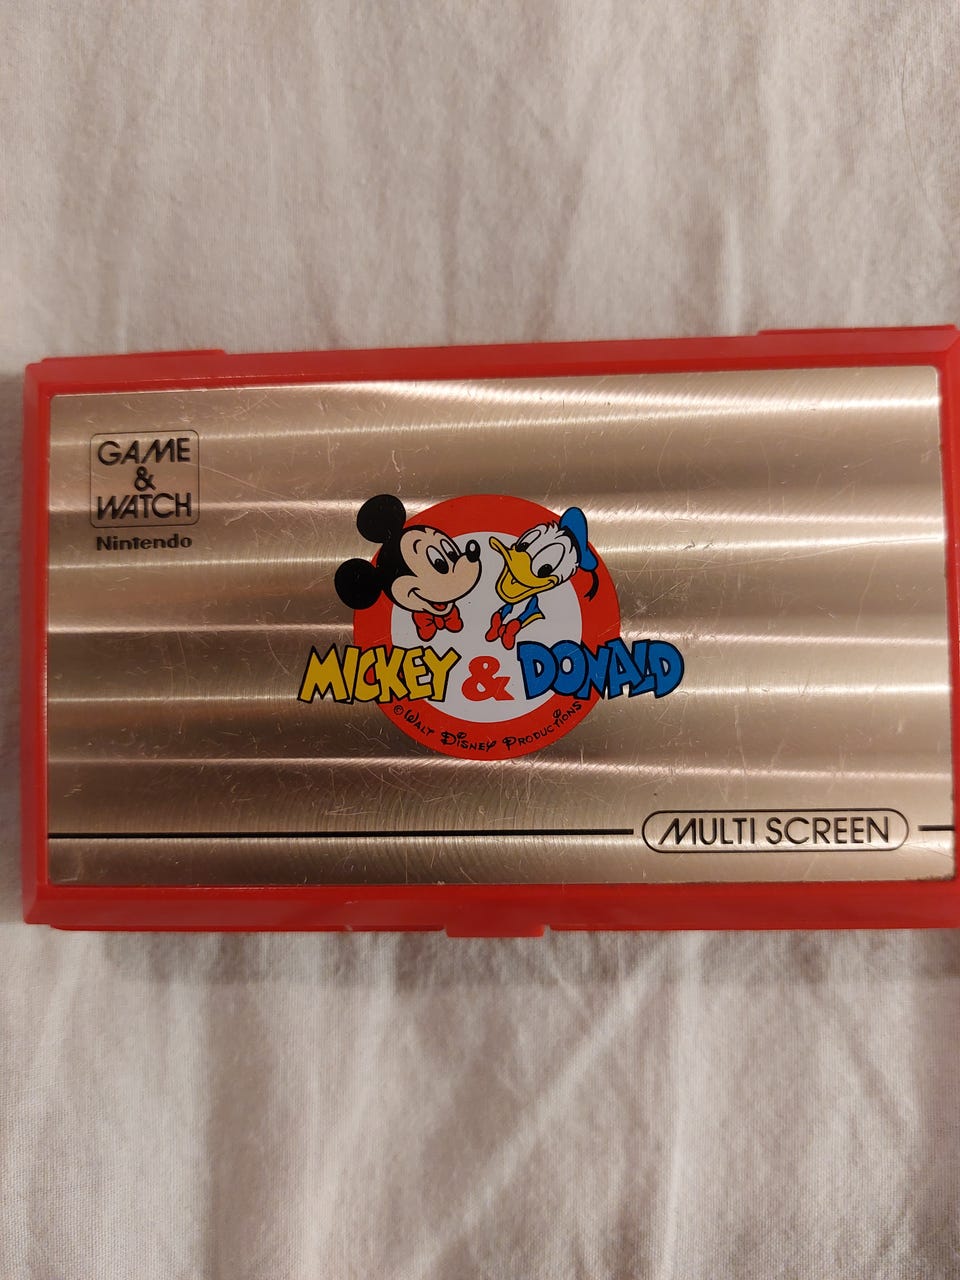 GAME
&
WATCH
Nintendo
MICKEY & DONALD
© WALT DISNEY PRODUCTIONS
MULTI SCREEN